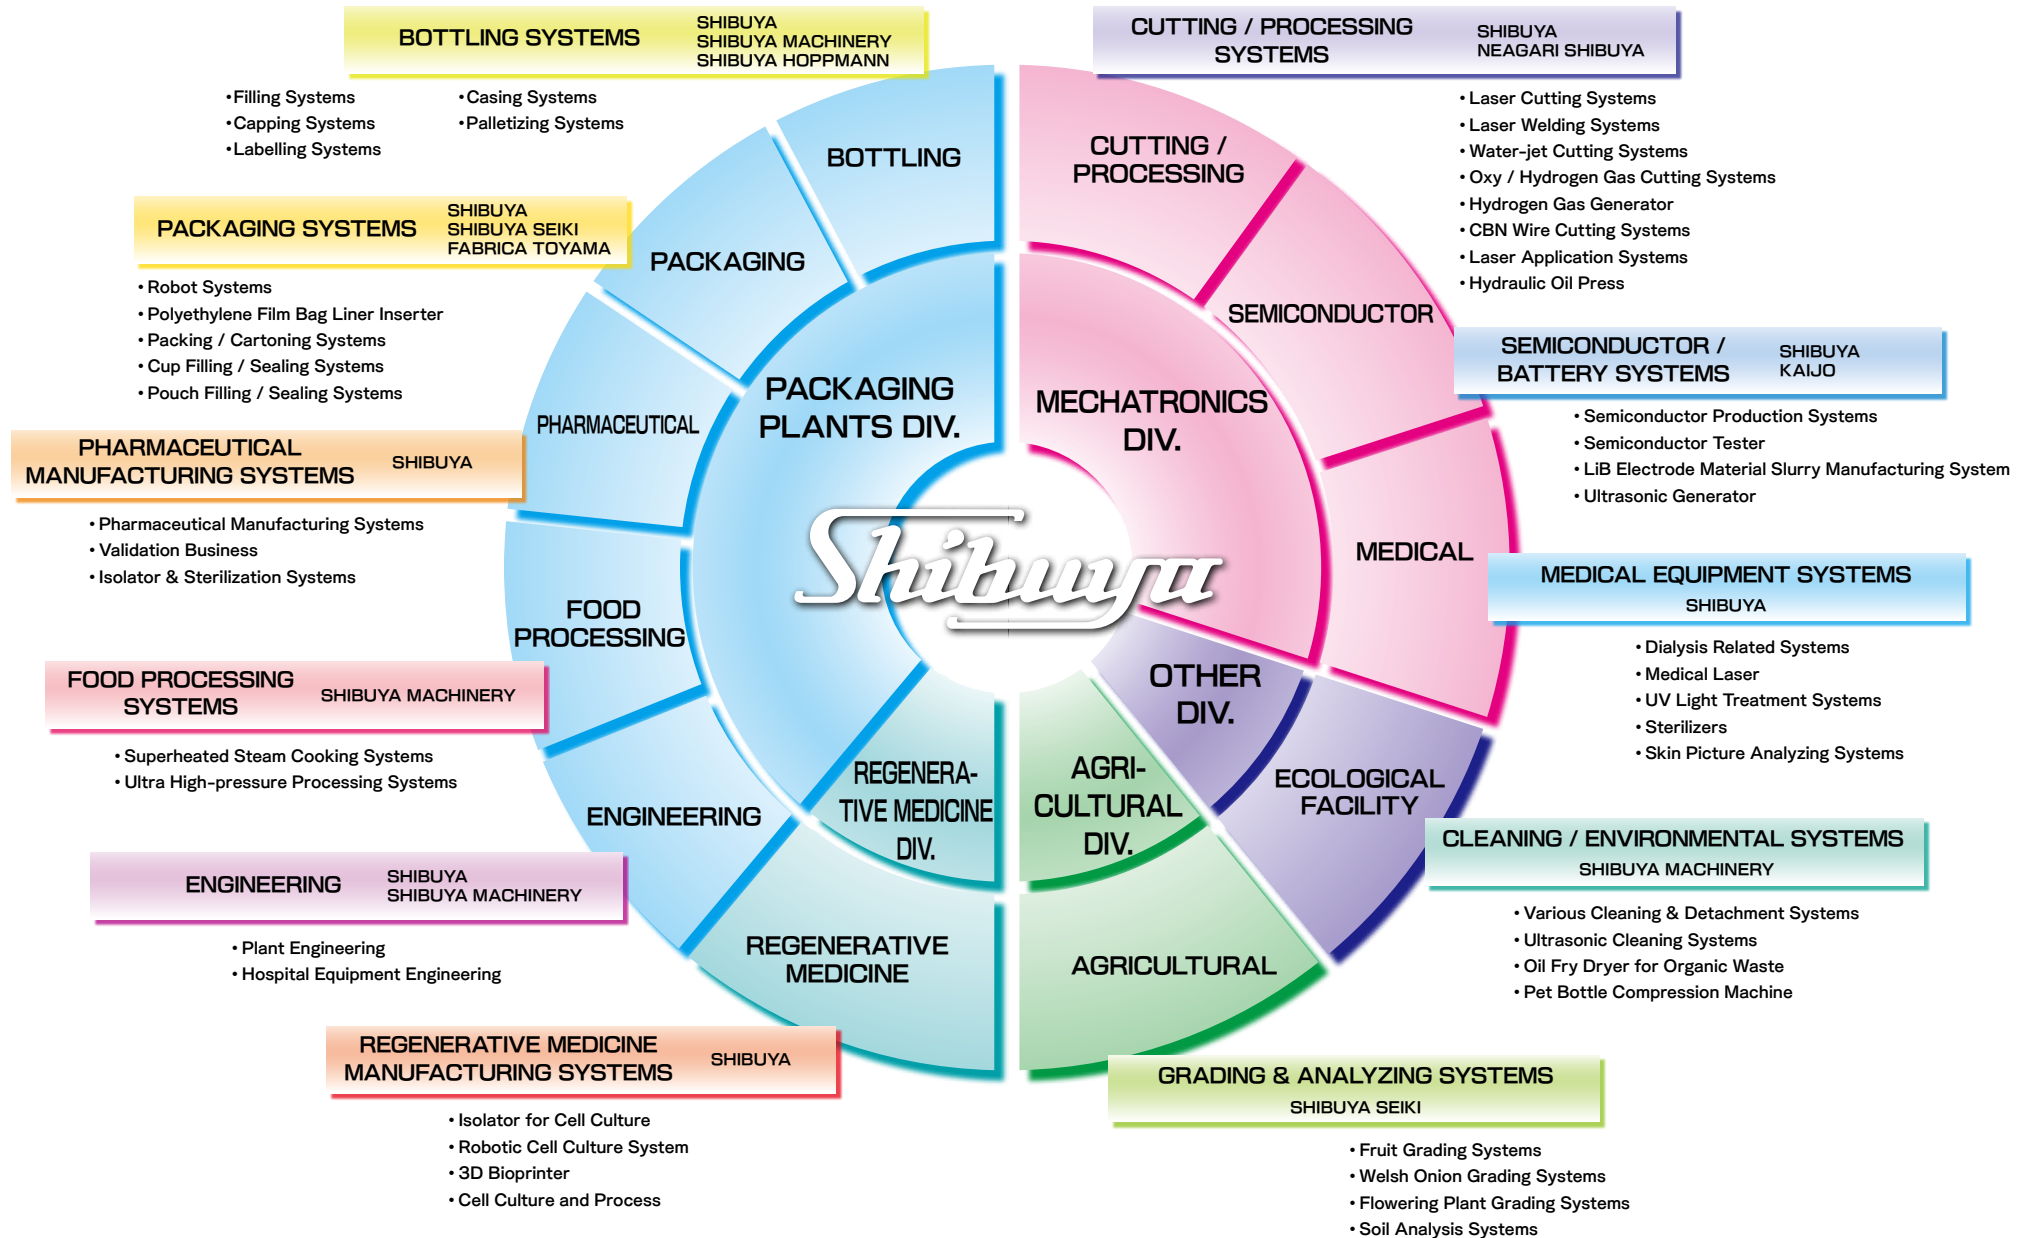 BOTTLING SYSTEMS
SHIBUYA
SHIBUYA MACHINERY
SHIBUYA HOPPMANN
•Filling Systems
•Capping Systems
•Labelling Systems
•Casing Systems
•Palletizing Systems
PACKAGING SYSTEMS
SHIBUYA
SHIBUYA SEIKI
FABRICA TOYAMA
•Robot Systems
•Polyethylene Film Bag Liner Inserter
•Packing / Cartoning Systems
•Cup Filling / Sealing Systems
•Pouch Filling / Sealing Systems
PHARMACEUTICAL
MANUFACTURING SYSTEMS
SHIBUYA
•Pharmaceutical Manufacturing Systems
•Validation Business
•Isolator & Sterilization Systems
FOOD PROCESSING
SYSTEMS
SHIBUYA MACHINERY
•Superheated Steam Cooking Systems
•Ultra High-pressure Processing Systems
ENGINEERING
SHIBUYA
SHIBUYA MACHINERY
•Plant Engineering
•Hospital Equipment Engineering
REGENERATIVE MEDICINE
MANUFACTURING SYSTEMS
SHIBUYA
•Isolator for Cell Culture
•Robotic Cell Culture System
•3D Bioprinter
•Cell Culture and Process
BOTTLING
PACKAGING
PHARMACEUTICAL
FOOD
PROCESSING
ENGINEERING
REGENERATIVE
MEDICINE
PACKAGING
PLANTS DIV.
REGENERA-
TIVE MEDICINE
DIV.
Shibuya
MECHATRONICS
DIV.
OTHER
DIV.
AGRI-
CULTURAL
DIV.
CUTTING /
PROCESSING
SEMICONDUCTOR
MEDICAL
ECOLOGICAL
FACILITY
AGRICULTURAL
CUTTING / PROCESSING
SYSTEMS
SHIBUYA
NEAGARI SHIBUYA
•Laser Cutting Systems
•Laser Welding Systems
•Water-jet Cutting Systems
•Oxy / Hydrogen Gas Cutting Systems
•Hydrogen Gas Generator
•CBN Wire Cutting Systems
•Laser Application Systems
•Hydraulic Oil Press
SEMICONDUCTOR /
BATTERY SYSTEMS
SHIBUYA
KAIJO
•Semiconductor Production Systems
•Semiconductor Tester
•LiB Electrode Material Slurry Manufacturing System
•Ultrasonic Generator
MEDICAL EQUIPMENT SYSTEMS
SHIBUYA
•Dialysis Related Systems
•Medical Laser
•UV Light Treatment Systems
•Sterilizers
•Skin Picture Analyzing Systems
CLEANING / ENVIRONMENTAL SYSTEMS
SHIBUYA MACHINERY
•Various Cleaning & Detachment Systems
•Ultrasonic Cleaning Systems
•Oil Fry Dryer for Organic Waste
•Pet Bottle Compression Machine
GRADING & ANALYZING SYSTEMS
SHIBUYA SEIKI
•Fruit Grading Systems
•Welsh Onion Grading Systems
•Flowering Plant Grading Systems
•Soil Analysis Systems